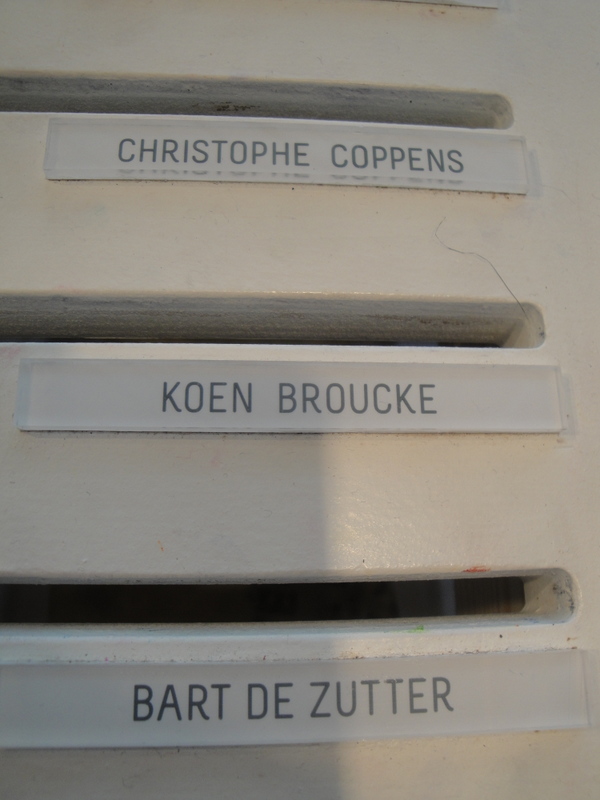 CHRISTOPHE COPPENS
KOEN BROUCKE
BART DE ZUTTER